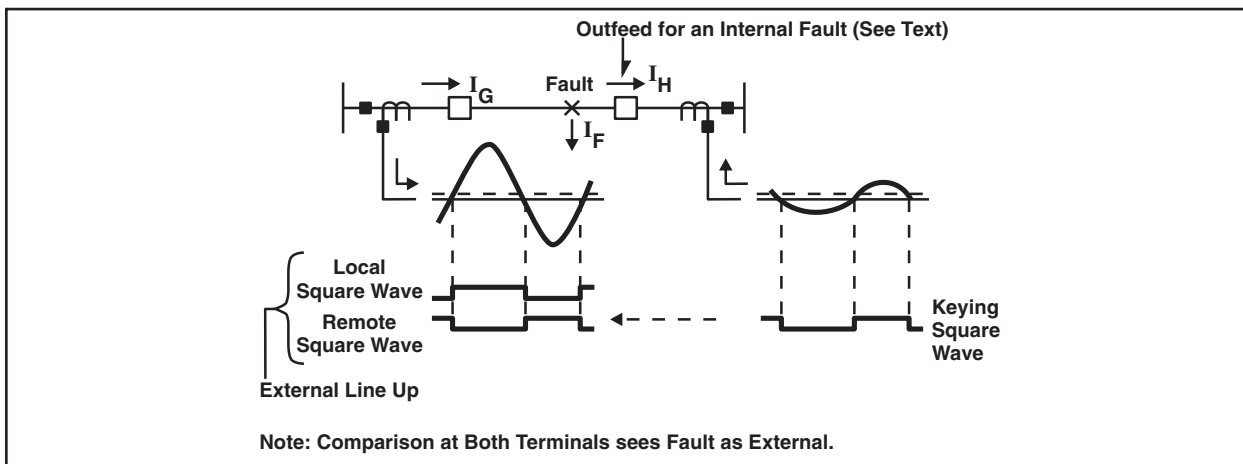 Outfeed for an Internal Fault (See Text)
I_G
Fault
I_H
I_F
Local
Square Wave
Remote
Square Wave
Keying
Square
Wave
External Line Up
Note: Comparison at Both Terminals sees Fault as External.